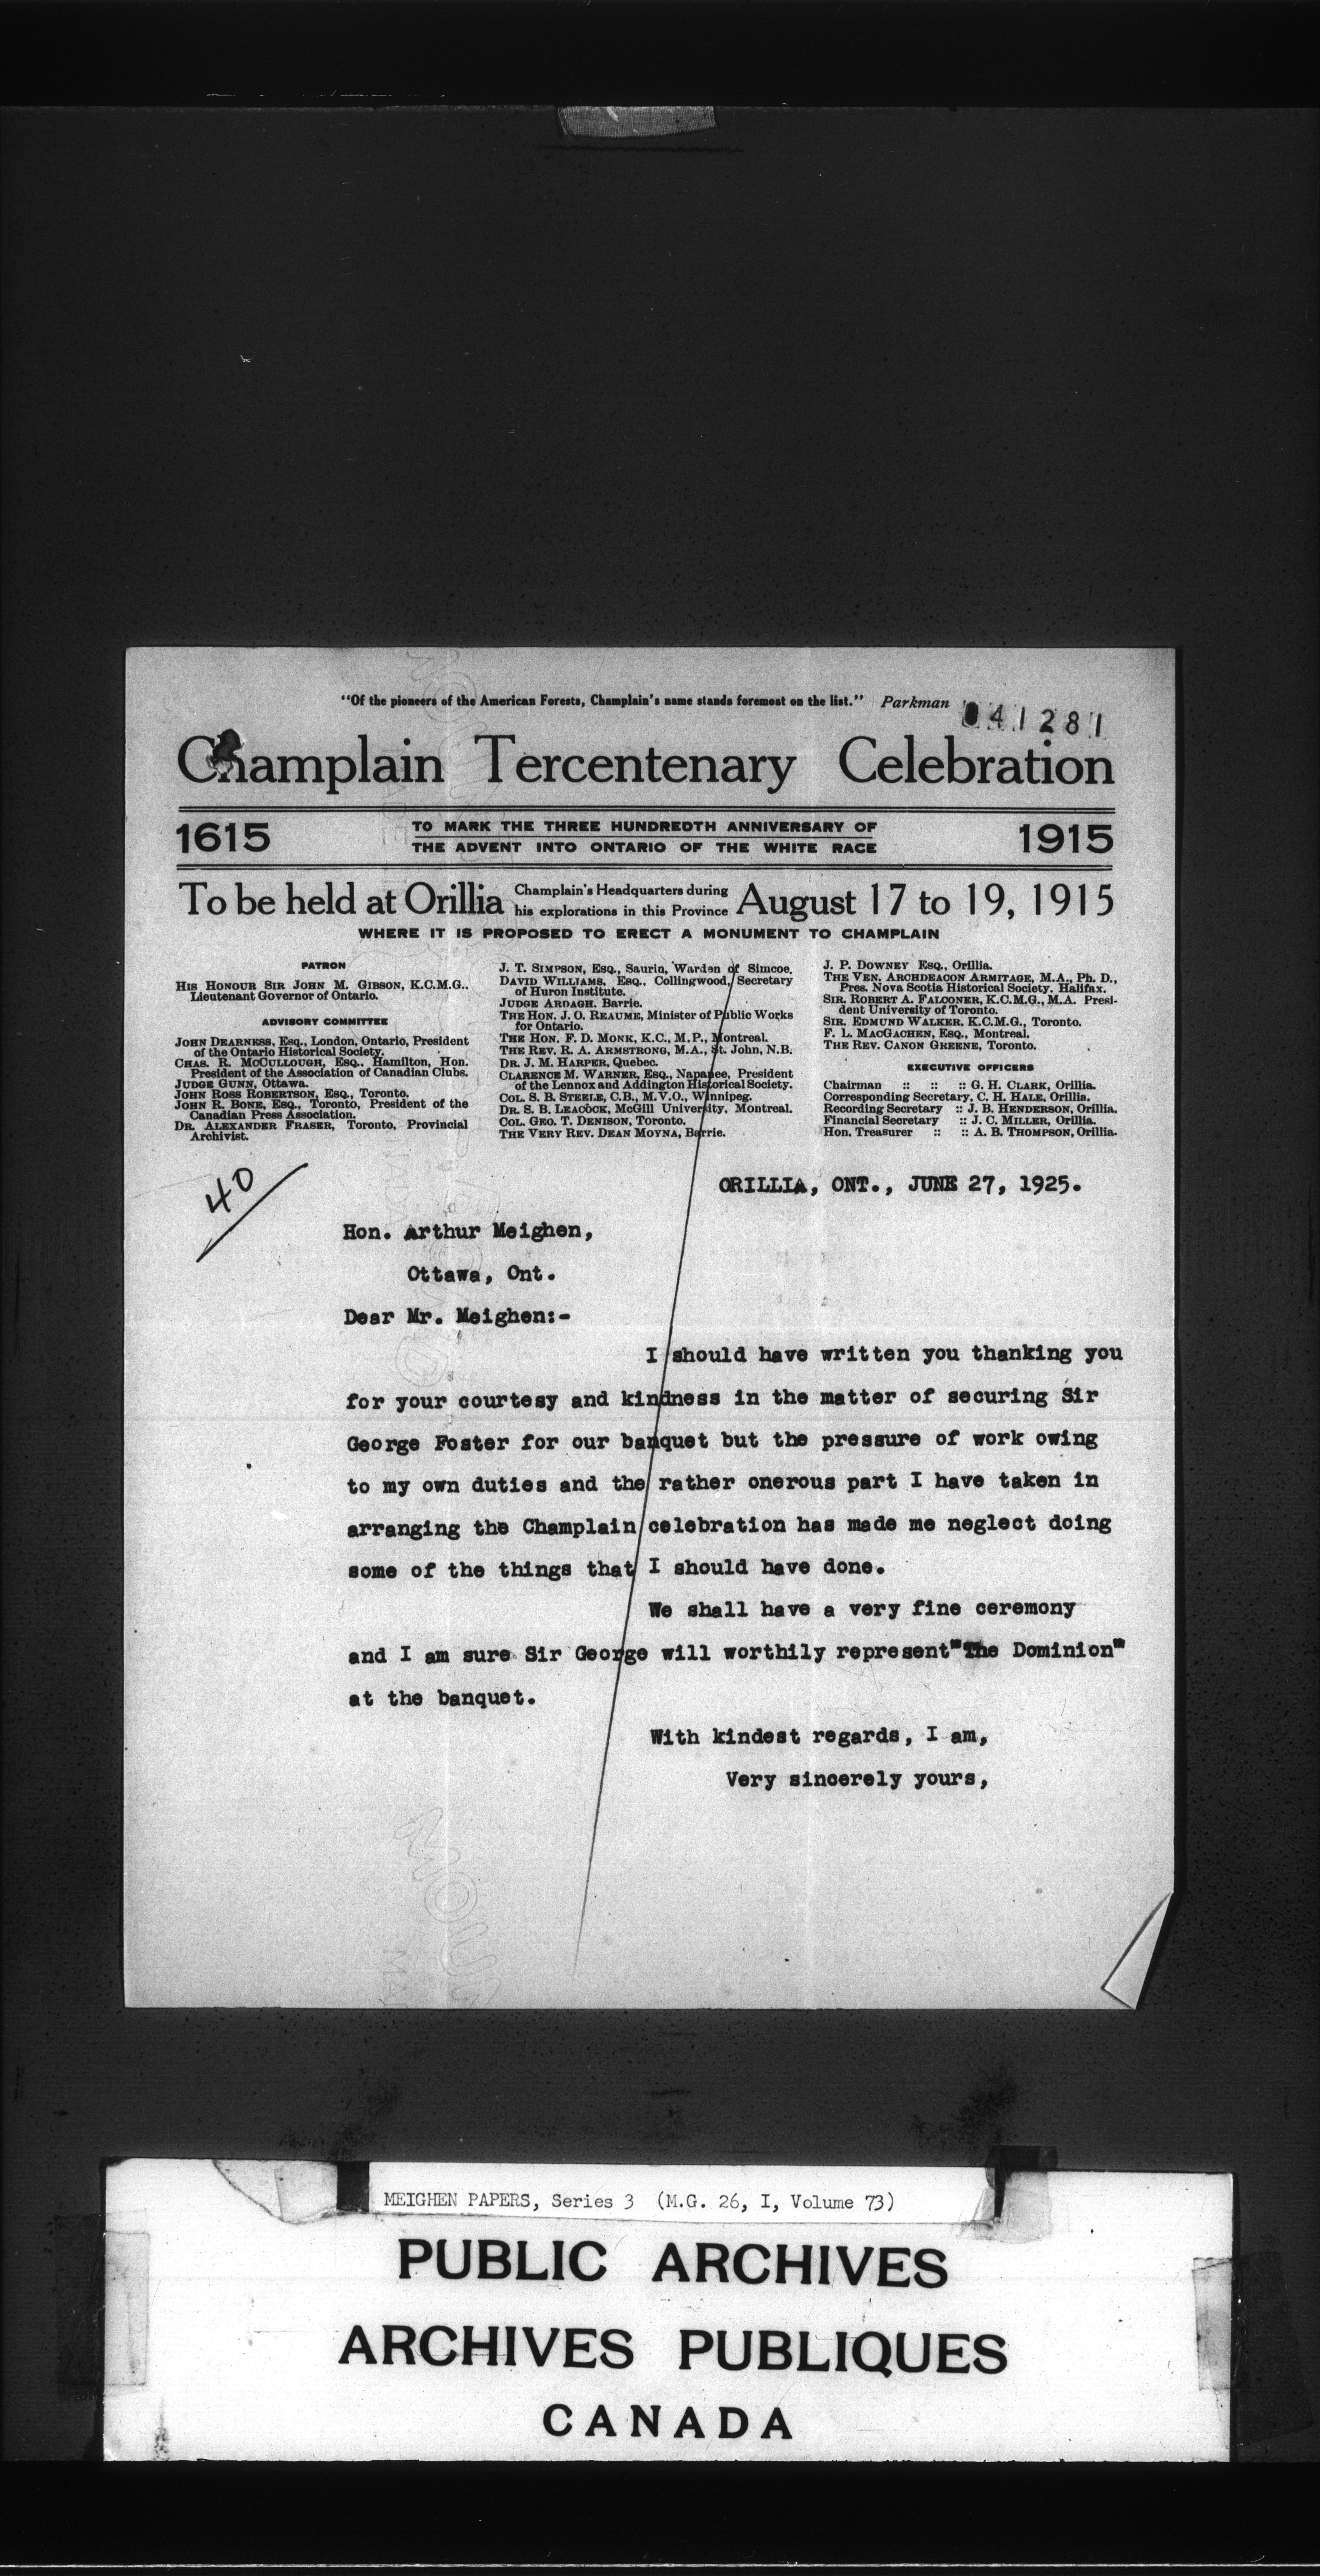 "Of the pioneers of the American Forests, Champlain's name stands foremost on the list." Parkman
41281
Champlain Tercentenary Celebration
1615
TO MARK THE THREE HUNDREDTH ANNIVERSARY OF
THE ADVENT INTO ONTARIO OF THE WHITE RACE
1915
To be held at Orillia Champlain's Headquarters during his explorations in this Province August 17 to 19, 1915
WHERE IT IS PROPOSED TO ERECT A MONUMENT TO CHAMPLAIN
PATRON
HIS HONOUR SIR JOHN M. GIBSON, K.C.M.G.,
Lieutenant Governor of Ontario.
ADVISORY COMMITTEE
JOHN DEARNESS, Esq., London, Ontario, President
of the Ontario Historical Society.
CHAS. R. MCCULLOUGH, Esq., Hamilton, Hon.
President of the Association of Canadian Clubs.
JUDGE GUNN, Ottawa.
JOHN ROSS ROBERTSON, Esq., Toronto.
JOHN R. BONE, Esq., Toronto, President of the
Canadian Press Association.
DR. ALEXANDER FRASER, Toronto, Provincial
Archivist.
J. T. SIMPSON, Esq., Saurin, Warden of Simcoe.
DAVID WILLIAMS, Esq., Collingwood, Secretary
of Huron Institute.
JUDGE ARDAGH, Barrie.
THE HON. J. O. REAUME, Minister of Public Works
for Ontario.
THE HON. F. D. MONK, K.C., M.P., Montreal.
THE REV. R. A. ARMSTRONG, M.A., St. John, N.B.
DR. J. M. HARPER, Quebec.
CLARENCE M. WARNER, ESQ., Napanee, President
of the Lennox and Addington Historical Society.
COL. S. B. STEELE, C.B., M.V.O., Winnipeg.
DR. S. B. LEACOCK, McGill University, Montreal.
COL. GEO. T. DENISON, Toronto.
THE VERY REV. DEAN MOYNA, Barrie.
J. P. DOWNEY Esq., Orillia.
THE VEN. ARCHDEACON ARMITAGE, M.A., Ph. D.,
Pres. Nova Scotia Historical Society, Halifax.
SIR ROBERT A. FALCONER, K.C.M.G., M.A. Presi-
dent University of Toronto.
SIR. EDMUND WALKER, K.C.M.G., Toronto.
F. L. MACGACHEN, ESQ., Montreal.
THE REV. CANON GREENE, Toronto.
EXECUTIVE OFFICERS
Chairman :: :: :: G. H. CLARK, Orillia.
Corresponding Secretary, C. H. HALE, Orillia.
Recording Secretary :: J. B. HENDERSON, Orillia.
Financial Secretary :: J. C. MILLER, Orillia.
Hon. Treasurer :: :: A. B. THOMPSON, Orillia.
40
ORILLIA, ONT., JUNE 27, 1925.
Hon. Arthur Meighen,
Ottawa, Ont.
Dear Mr. Meighen:-
I should have written you thanking you
for your courtesy and kindness in the matter of securing Sir
George Foster for our banquet but the pressure of work owing
to my own duties and the rather onerous part I have taken in
arranging the Champlain celebration has made me neglect doing
some of the things that I should have done.
We shall have a very fine ceremony
and I am sure Sir George will worthily represent"The Dominion"
at the banquet.
With kindest regards, I am,
Very sincerely yours,
MEIGHEN PAPERS, Series 3 (M.G. 26, I, Volume 73)
PUBLIC ARCHIVES
ARCHIVES PUBLIQUES
CANADA